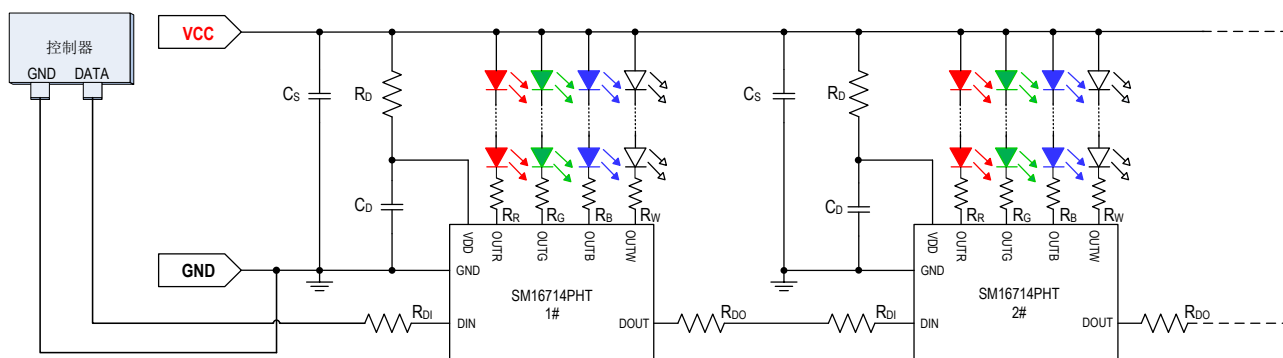 控制器
GND DATA
VCC
CS
RD
CD
RR
RG
RB
RW
VDD
OUTR
OUTG
OUTB
OUTW
GND
GND
SM16714PHT
1#
RDI
DIN
DOUT
RDO
CS
RD
CD
RR
RG
RB
RW
VDD
OUTR
OUTG
OUTB
OUTW
GND
SM16714PHT
2#
RDI
DIN
DOUT
RDO